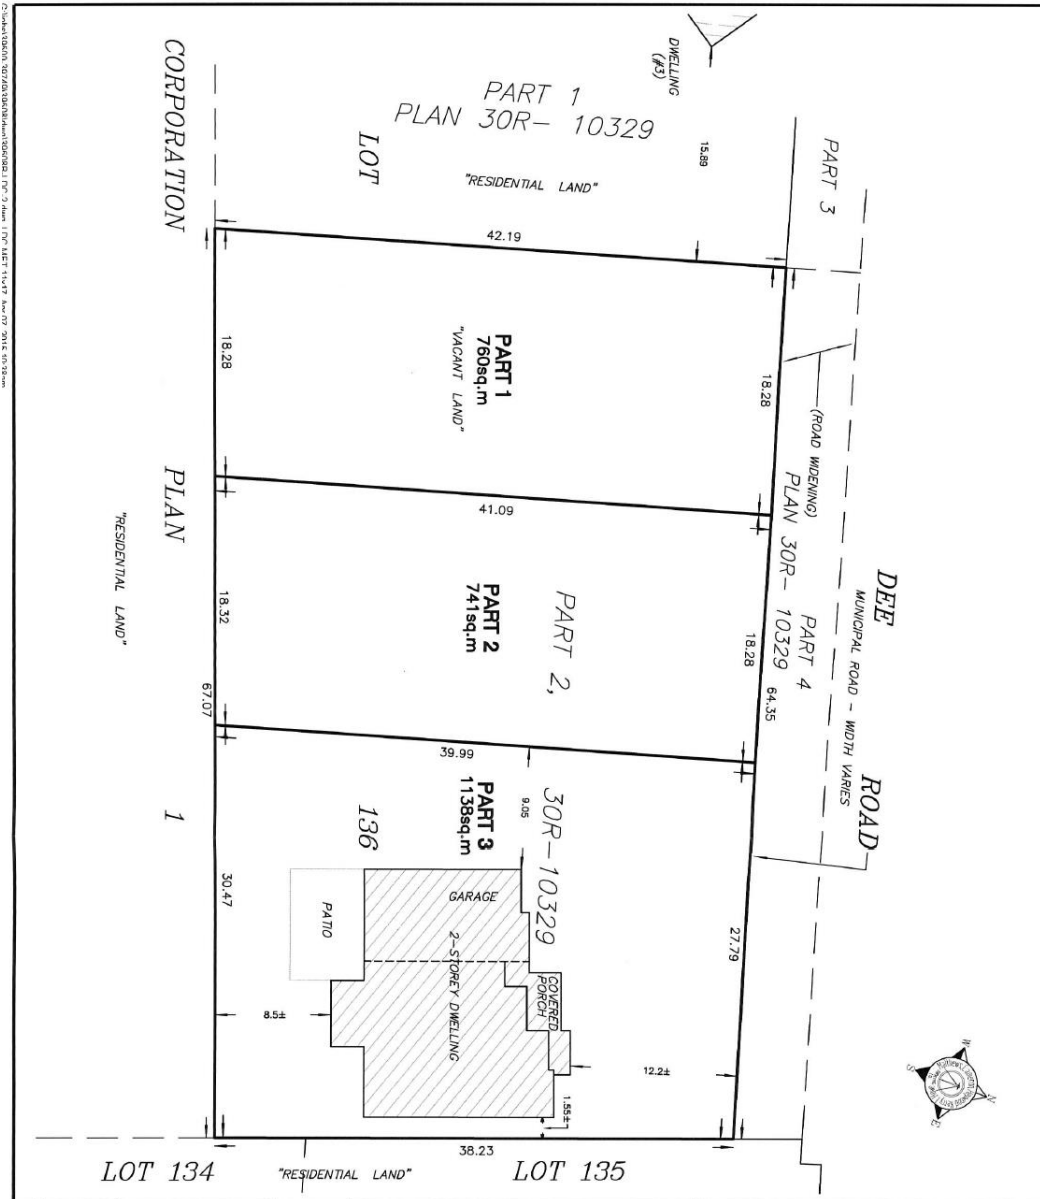 DWELLING
(#3)
PART 1
PLAN 30R- 10329
15.89
PART 3
CORPORATION
LOT
"RESIDENTIAL LAND"
42.19
18.28
PART 1
760sq.m
"VACANT LAND"
18.28
(ROAD WIDENING)
PLAN 30R- 10329
PART 4
41.09
PLAN
"RESIDENTIAL LAND"
18.32
PART 2
741sq.m
PART 2,
18.28
64.35
DEE
ROAD
MUNICIPAL ROAD - WIDTH VARIES
67.07
39.99
PART 3
1138sq.m
9.05
30R-10329
136
1
30.47
GARAGE
PATIO
2-STOREY DWELLING
COVERED
PORCH
27.79
8.5±
12.2±
1.55±
38.23
LOT 134
"RESIDENTIAL LAND"
LOT 135
N
E
S
W